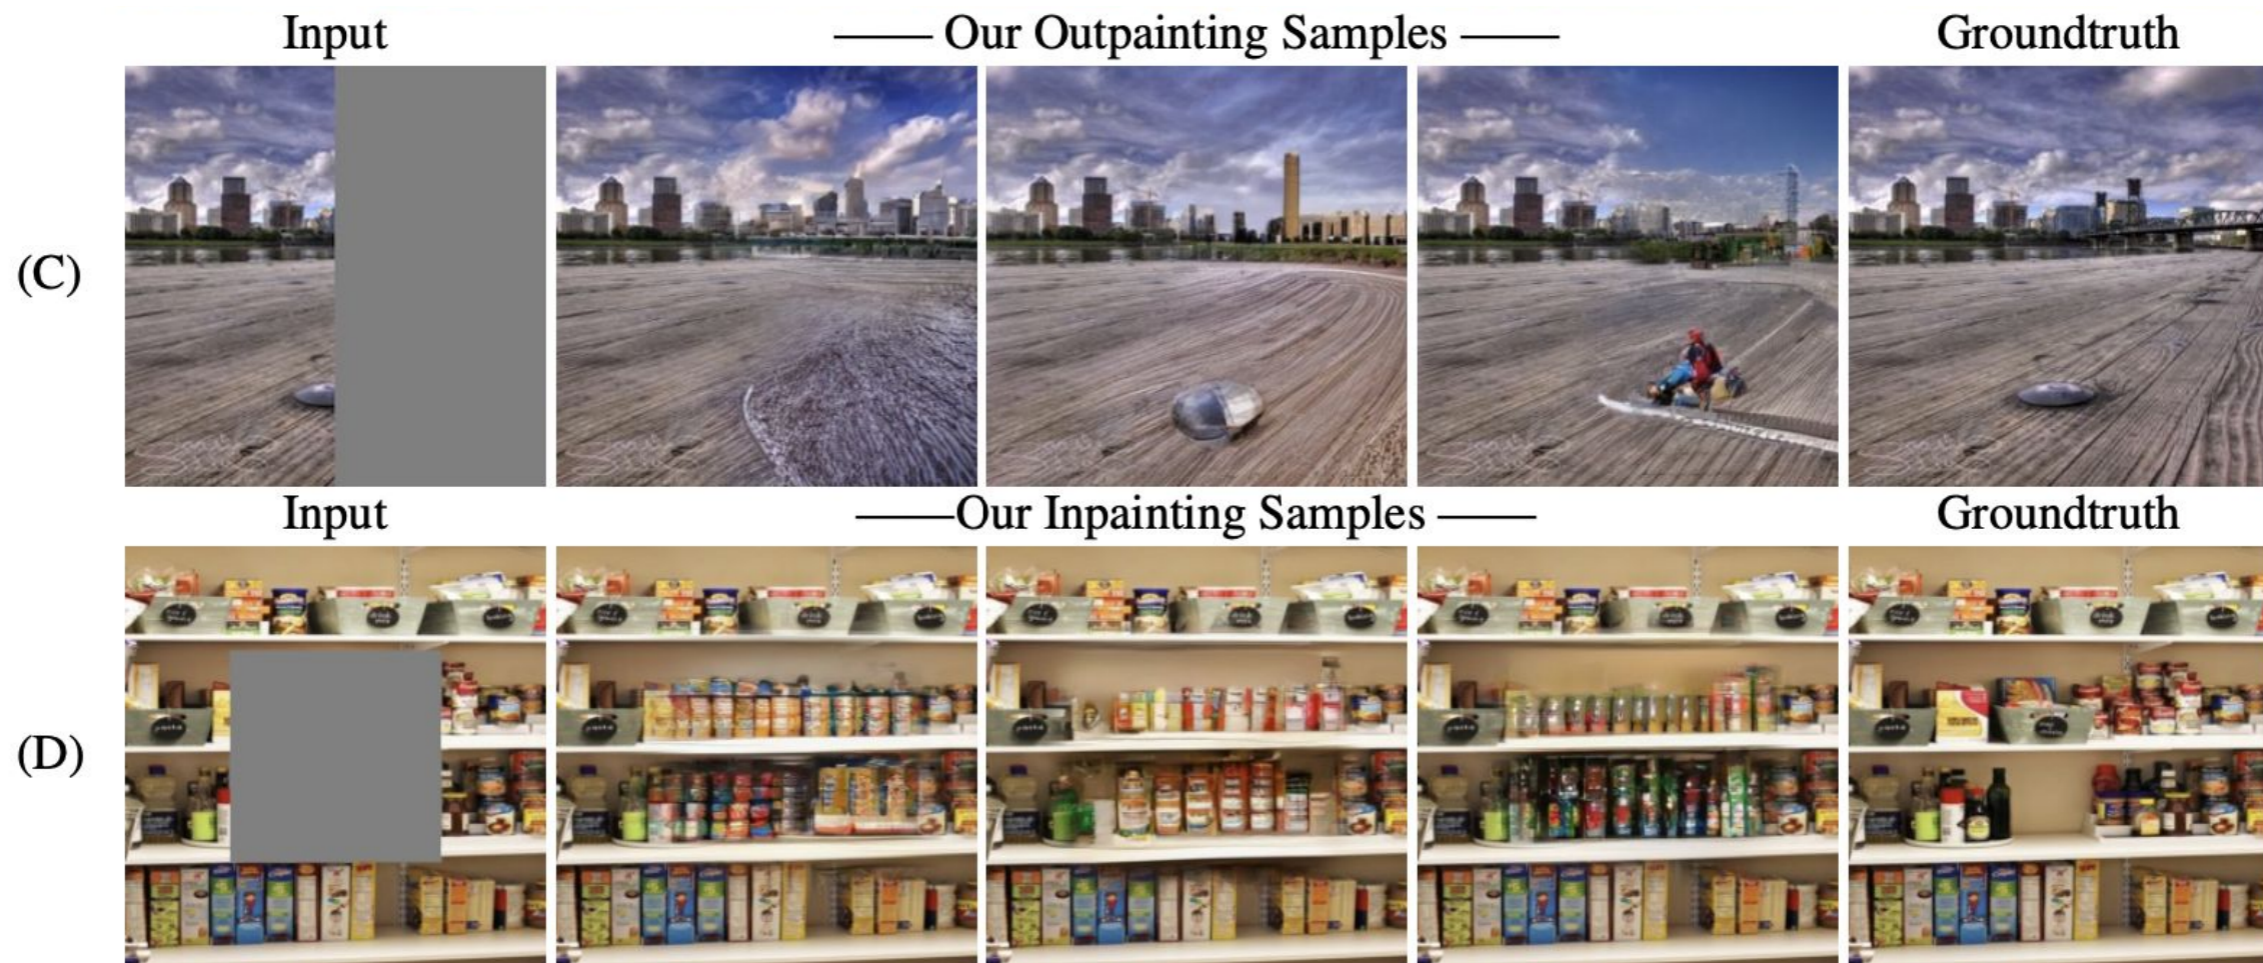 Input
Our Outpainting Samples
Groundtruth
(C)
Input
Our Inpainting Samples
Groundtruth
(D)